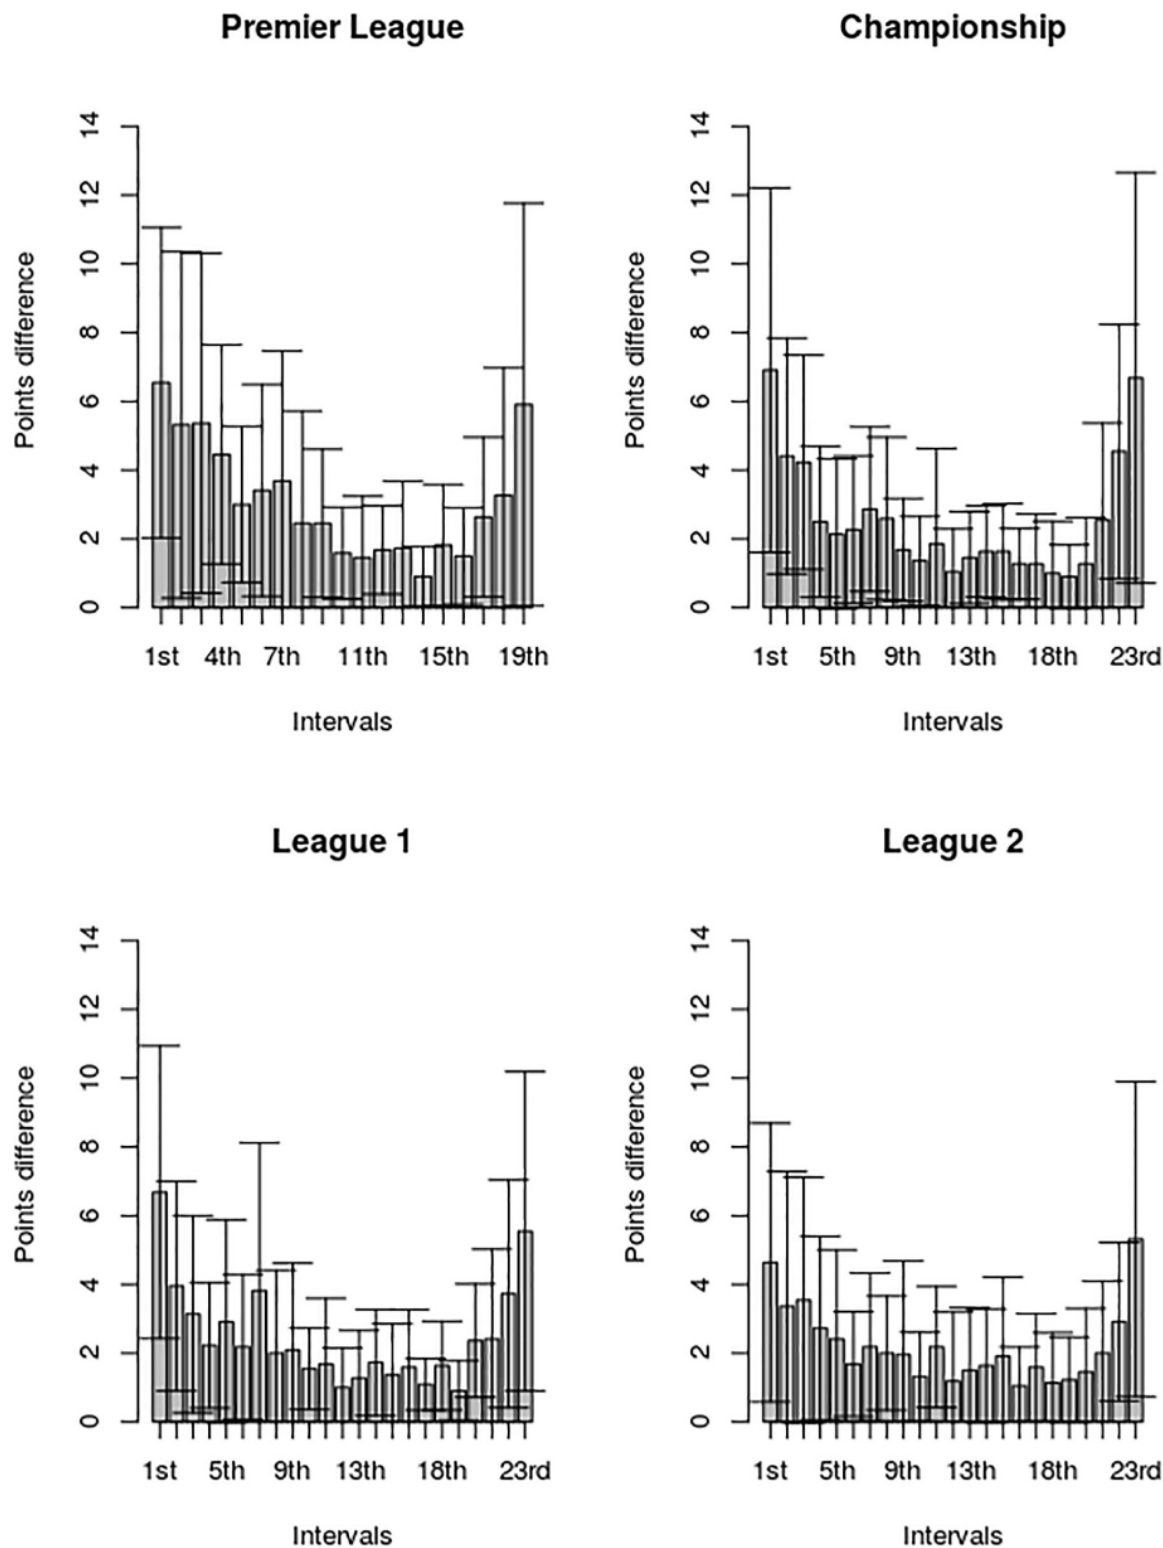 Premier League
Points difference
14
12
10
8
6
4
2
0
1st 4th 7th 11th 15th 19th
Intervals
Championship
Points difference
14
12
10
8
6
4
2
0
1st 5th 9th 13th 18th 23rd
Intervals
League 1
Points difference
14
12
10
8
6
4
2
0
1st 5th 9th 13th 18th 23rd
Intervals
League 2
Points difference
14
12
10
8
6
4
2
0
1st 5th 9th 13th 18th 23rd
Intervals